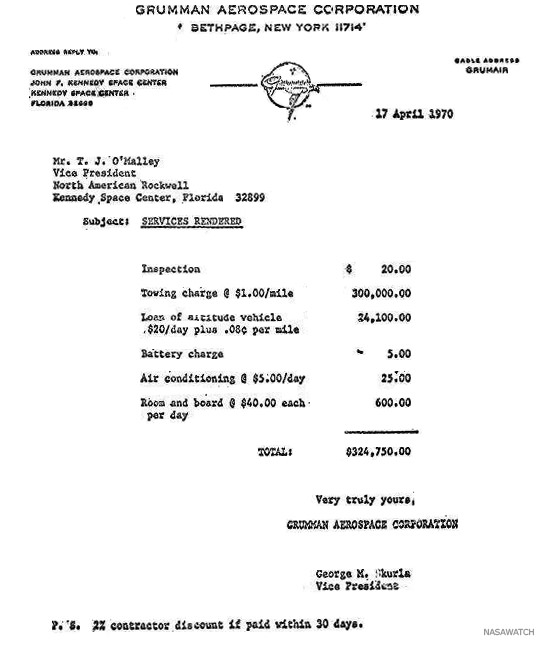 GRUMMAN AEROSPACE CORPORATION
BETHPAGE, NEW YORK 11714
ADDRESS REPLY TO:
GRUMMAN AEROSPACE CORPORATION
JOHN F. KENNEDY SPACE CENTER
KENNEDY SPACE CENTER
FLORIDA
CABLE ADDRESS
GRUMAIR
Grumman
17 April 1970
Mr. T. J. O'Malley
Vice President
North American Rockwell
Kennedy Space Center, Florida 32899
Subject: SERVICES RENDERED
Inspection $ 20.00
Towing charge @ $1.00/mile 300,000.00
Loan of altitude vehicle 24,100.00
.$20/day plus .08¢ per mile
Battery charge 5.00
Air conditioning @ $5.00/day 25.00
Room and board @ $40.00 each 600.00
per day
TOTAL: $324,750.00
Very truly yours,
GRUMMAN AEROSPACE CORPORATION
George M. Skurla
Vice President
P. S. 2% contractor discount if paid within 30 days.
NASAWATCH